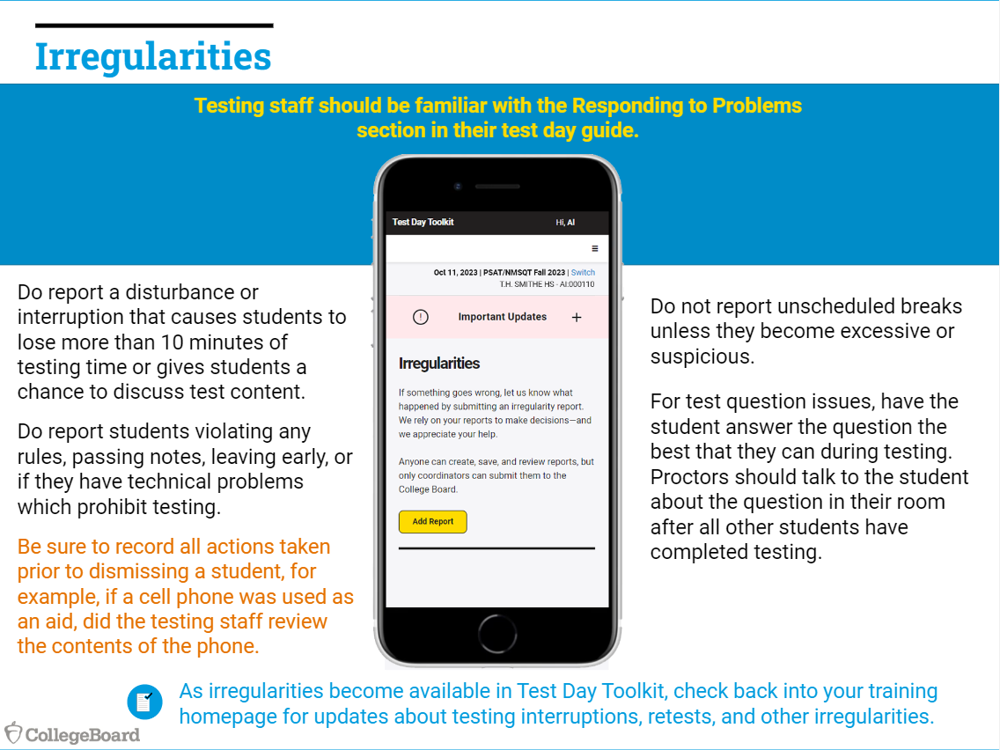 Irregularities
Testing staff should be familiar with the Responding to Problems
section in their test day guide.
Do report a disturbance or
interruption that causes students to
lose more than 10 minutes of
testing time or gives students a
chance to discuss test content.
Do report students violating any
rules, passing notes, leaving early, or
if they have technical problems
which prohibit testing.
Be sure to record all actions taken
prior to dismissing a student, for
example, if a cell phone was used as
an aid, did the testing staff review
the contents of the phone.
Test Day Toolkit Hi, AI
Oct 11, 2023 | PSAT/NMSQT Fall 2023 | Switch
T.H. SMITHE HS - AI:000110
! Important Updates +
Irregularities
If something goes wrong, let us know what
happened by submitting an irregularity report.
We rely on your reports to make decisions—and
we appreciate your help.
Anyone can create, save, and review reports, but
only coordinators can submit them to the
College Board.
Add Report
Do not report unscheduled breaks
unless they become excessive or
suspicious.
For test question issues, have the
student answer the question the
best that they can during testing.
Proctors should talk to the student
about the question in their room
after all other students have
completed testing.
As irregularities become available in Test Day Toolkit, check back into your training
homepage for updates about testing interruptions, retests, and other irregularities.
CollegeBoard